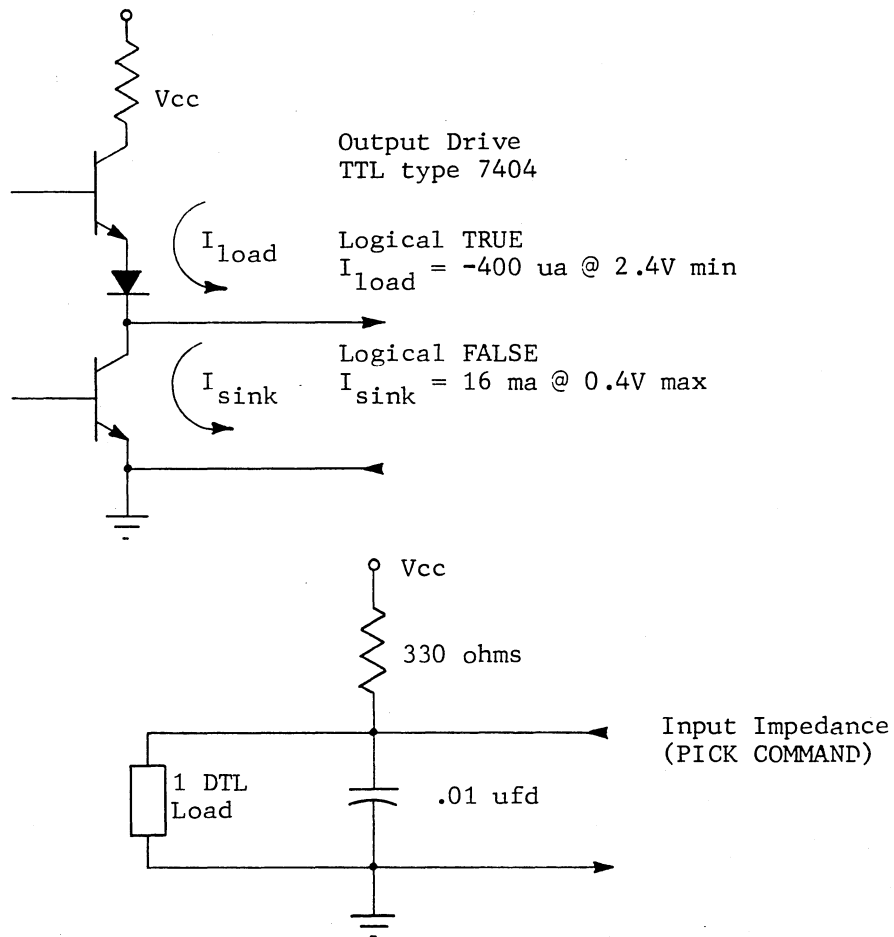 Vcc
Output Drive
TTL type 7404
I load
Logical TRUE
I load = -400 ua @ 2.4V min
I sink
Logical FALSE
I sink = 16 ma @ 0.4V max
Vcc
330 ohms
Input Impedance
(PICK COMMAND)
1 DTL
Load
.01 ufd